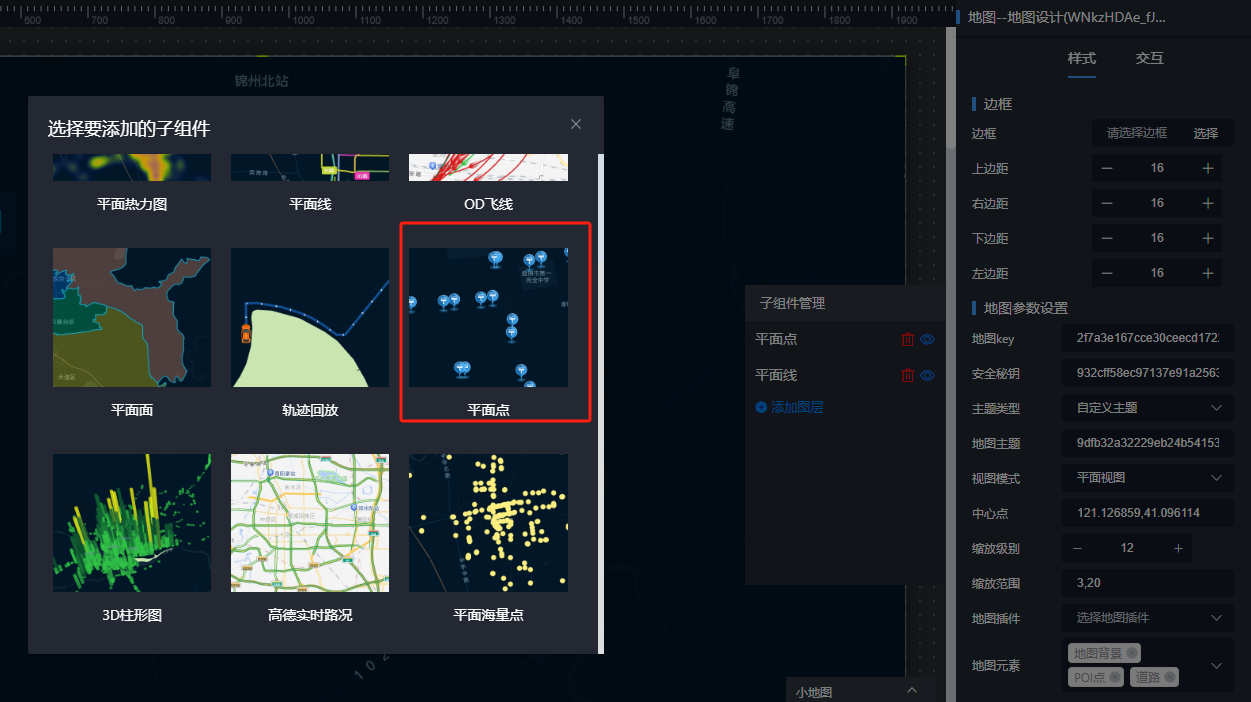 600
700
800
900
1000
1100
1200
1300
1400
1500
1600
1700
1800
1900
锦州北站
阜锦高速
选择要添加的子组件
平面热力图
平面线
OD飞线
平面面
轨迹回放
平面点
3D柱形图
高德实时路况
平面海量点
子组件管理
平面点
平面线
添加图层
小地图
102
地图--地图设计(WNkzHDAe_fJ...
样式
交互
边框
边框
请选择边框
选择
上边距
16
右边距
16
下边距
16
左边距
16
地图参数设置
地图key
2f7a3e167cce30ceecd172
安全秘钥
932cff58ec97137e91a2563
主题类型
自定义主题
地图主题
9dfb32a32229eb24b54153
视图模式
平面视图
中心点
121.126859,41.096114
缩放级别
12
缩放范围
3,20
地图插件
选择地图插件
地图元素
地图背景
POI点
道路